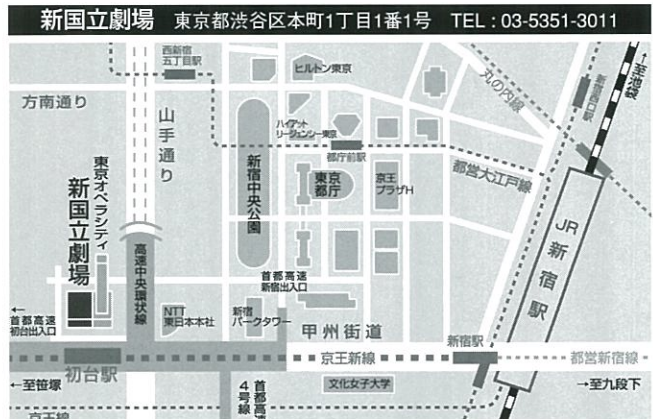 新国立劇場 東京都渋谷区本町1丁目1番1号 TEL : 03-5351-3011
西新宿
五丁目駅
ヒルトン東京
丸の内線
新宿西口駅
↑至池袋
方南通り
山手通り
ハイアット
リージェンシー東京
都庁前駅
都営大江戸線
東京オペラシティ
新国立劇場
新宿中央公園
東京
都庁
京王
プラザH
JR新宿駅
高速中央環状線
首都高速
新宿出入口
←
首都高速
初台出入口
NTT
東日本本社
新宿
パークタワー
甲州街道
新宿駅
初台駅
京王新線
都営新宿線
←至笹塚
首都高速
4号線
文化女子大学
→至九段下
京王線